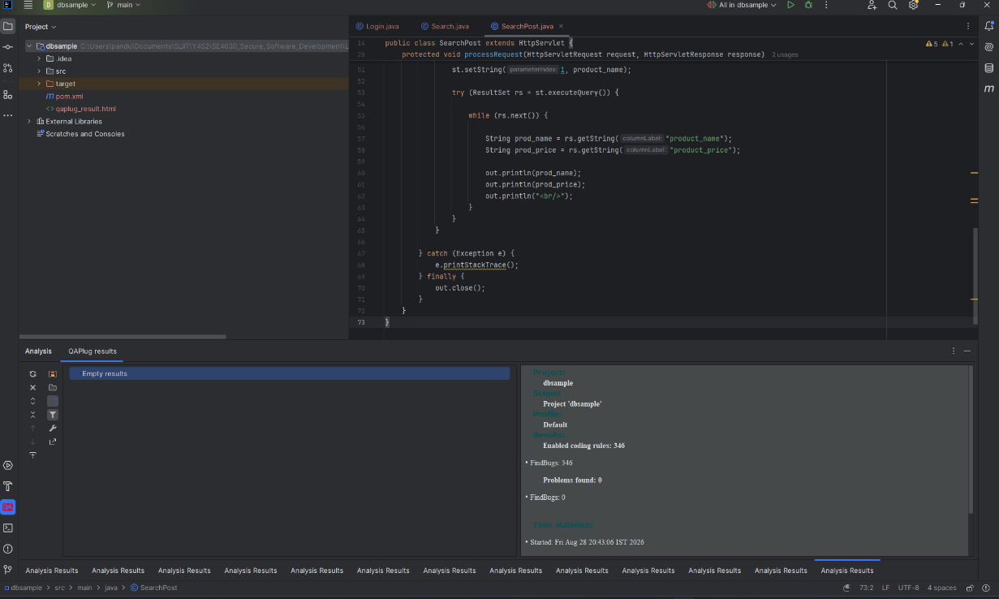 D dbsample main All in dbsample
Project
Login.java Search.java SearchPost.java
dbsample C:\Users\pandu\Documents\SLIIT\Y4S2\SE4030_Secure_Software_Development\L
.idea
src
target
pom.xml
qaplug_result.html
External Libraries
Scratches and Consoles
14 public class SearchPost extends HttpServlet { 5 1
20 protected void processRequest(HttpServletRequest request, HttpServletResponse response) 2 usages
51 st.setString( parameterIndex: 1, product_name);
52
53 try (ResultSet rs = st.executeQuery()) {
54
55 while (rs.next()) {
56
57 String prod_name = rs.getString( columnLabel: "product_name");
58 String prod_price = rs.getString( columnLabel: "product_price");
59
60 out.println(prod_name);
61 out.println(prod_price);
62 out.println("<br/>");
63 }
64 }
65 }
66
67 } catch (Exception e) {
68 e.printStackTrace();
69 } finally {
70 out.close();
71 }
72 }
73 }
Analysis QAPlug results
Empty results
Project:
dbsample
Scope:
Project 'dbsample'
Profile:
Default
Results:
Enabled coding rules: 346
• FindBugs: 346
Problems found: 0
• FindBugs: 0
Time statistics:
• Started: Fri Aug 28 20:43:06 IST 2026
Analysis Results Analysis Results Analysis Results Analysis Results Analysis Results Analysis Results Analysis Results Analysis Results Analysis Results Analysis Results Analysis Results Analysis Results Analysis Results
dbsample > src > main > java > SearchPost 73:2 LF UTF-8 4 spaces